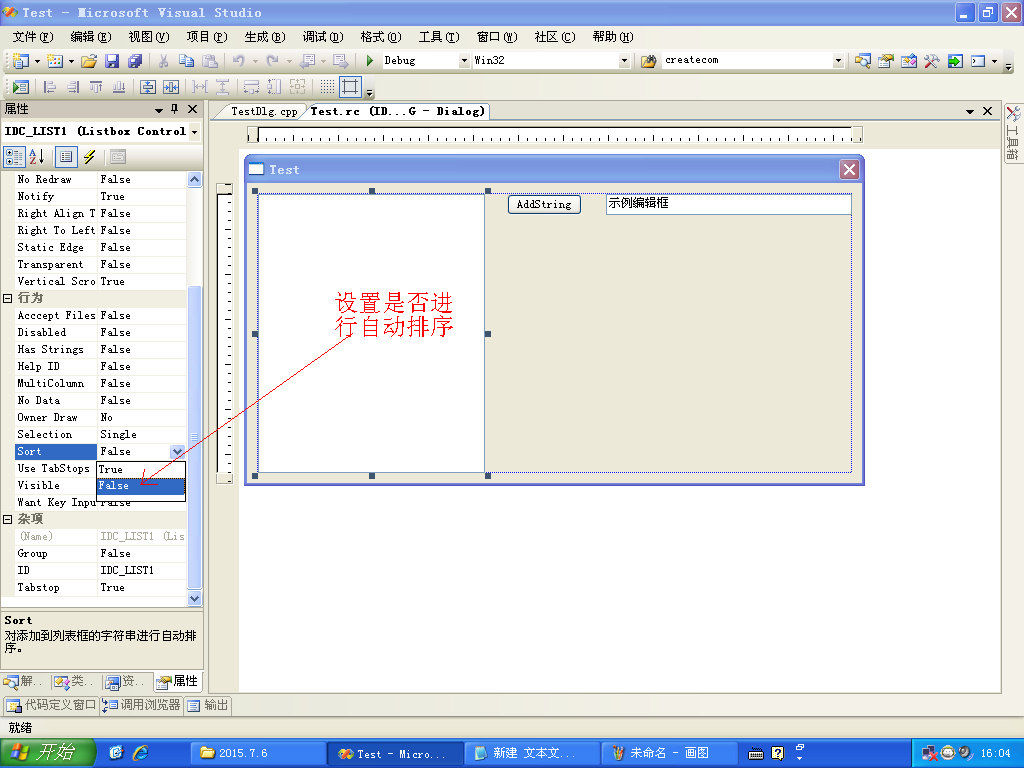 Test - Microsoft Visual Studio
文件(F) 编辑(E) 视图(V) 项目(P) 生成(B) 调试(D) 格式(O) 工具(T) 窗口(W) 社区(C) 帮助(H)
Debug Win32 createcom
属性
TestDlg.cpp Test.rc (ID...G - Dialog)
IDC_LIST1 (Listbox Control
工具箱
No Redraw False
Notify True
Right Align T False
Right To Left False
Static Edge False
Transparent False
Vertical Scro True
行为
Acccept Files False
Disabled False
Has Strings False
Help ID False
MultiColumn False
No Data False
Owner Draw No
Selection Single
Sort False
Use TabStops True
Visible False
Want Key Inpu False
杂项
(Name) IDC_LIST1 (Lis
Group False
ID IDC_LIST1
Tabstop True
Sort
对添加到列表框的字符串进行自动排
序。
Test
AddString 示例编辑框
设置是否进
行自动排序
解.. 类.. 资.. 属性
代码定义窗口 调用浏览器 输出
就绪
开始 2015.7.6 Test - Micro... 新建 文本文... 未命名 - 画图 16:04